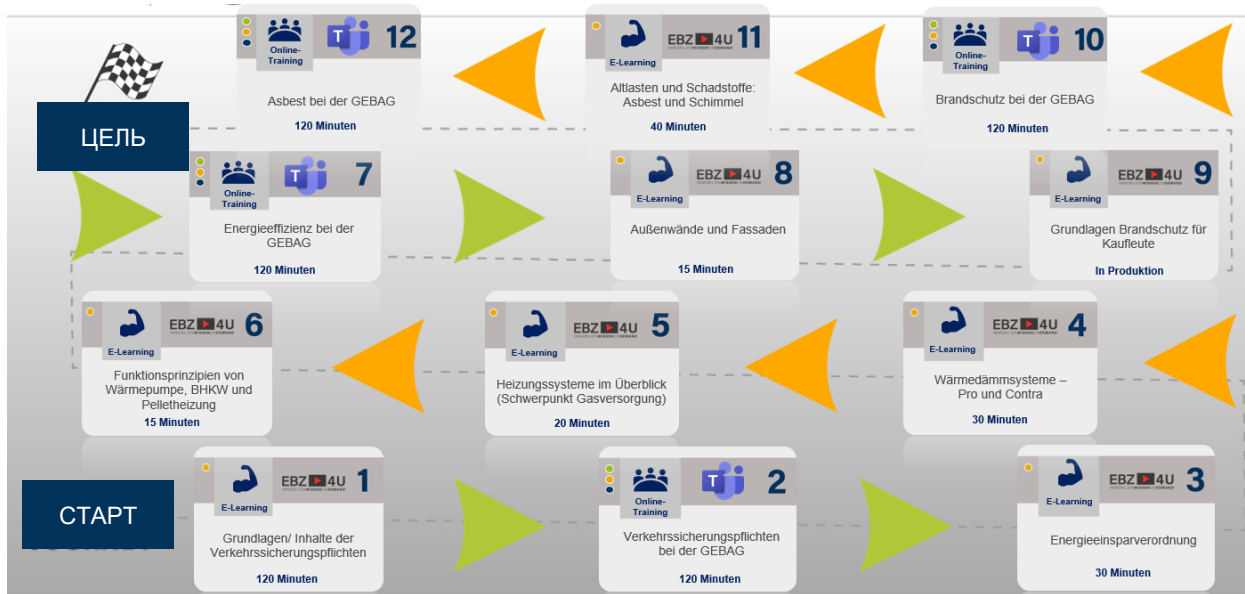 Online-
Training
T
12
Asbest bei der GEBAG
120 Minuten
E-Learning
EBZ 4U
11
Altlasten und Schadstoffe:
Asbest und Schimmel
40 Minuten
Online-
Training
T
10
Brandschutz bei der GEBAG
120 Minuten
ЦЕЛЬ
Online-
Training
T
7
Energieeffizienz bei der
GEBAG
120 Minuten
E-Learning
EBZ 4U
8
Außenwände und Fassaden
15 Minuten
E-Learning
EBZ 4U
9
Grundlagen Brandschutz für
Kaufleute
In Produktion
E-Learning
EBZ 4U
6
Funktionsprinzipien von
Wärmepumpe, BHKW und
Pelletheizung
15 Minuten
E-Learning
EBZ 4U
5
Heizungssysteme im Überblick
(Schwerpunkt Gasversorgung)
20 Minuten
E-Learning
EBZ 4U
4
Wärmedämmsysteme –
Pro und Contra
30 Minuten
СТАРТ
E-Learning
EBZ 4U
1
Grundlagen/ Inhalte der
Verkehrssicherungspflichten
120 Minuten
Online-
Training
T
2
Verkehrssicherungspflichten
bei der GEBAG
120 Minuten
E-Learning
EBZ 4U
3
Energieeinsparverordnung
30 Minuten